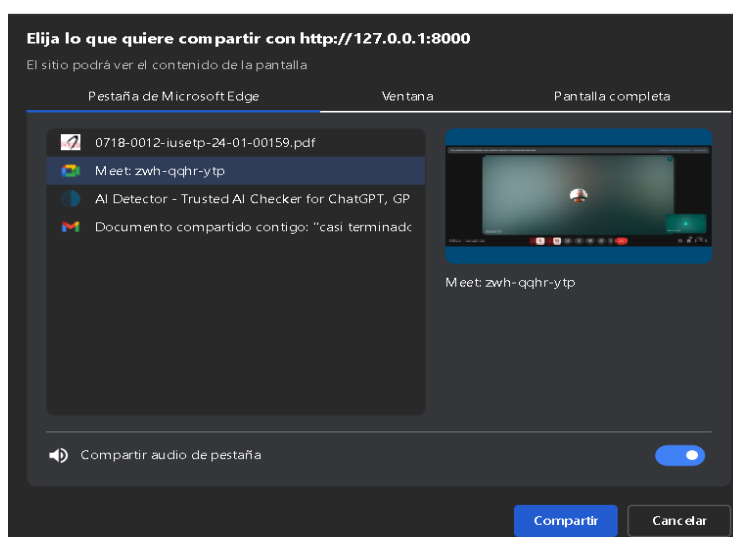 Elija lo que quiere compartir con http://127.0.0.1:8000
El sitio podrá ver el contenido de la pantalla
Pestaña de Microsoft Edge
Ventana
Pantalla completa
0718-0012-iusetp-24-01-00159.pdf
Meet: zwh-qqhr-ytp
AI Detector - Trusted AI Checker for ChatGPT, GP
Documento compartido contigo: "casi terminadc
Meet: zwh-qqhr-ytp
Compartir audio de pestaña
Compartir
Cancelar